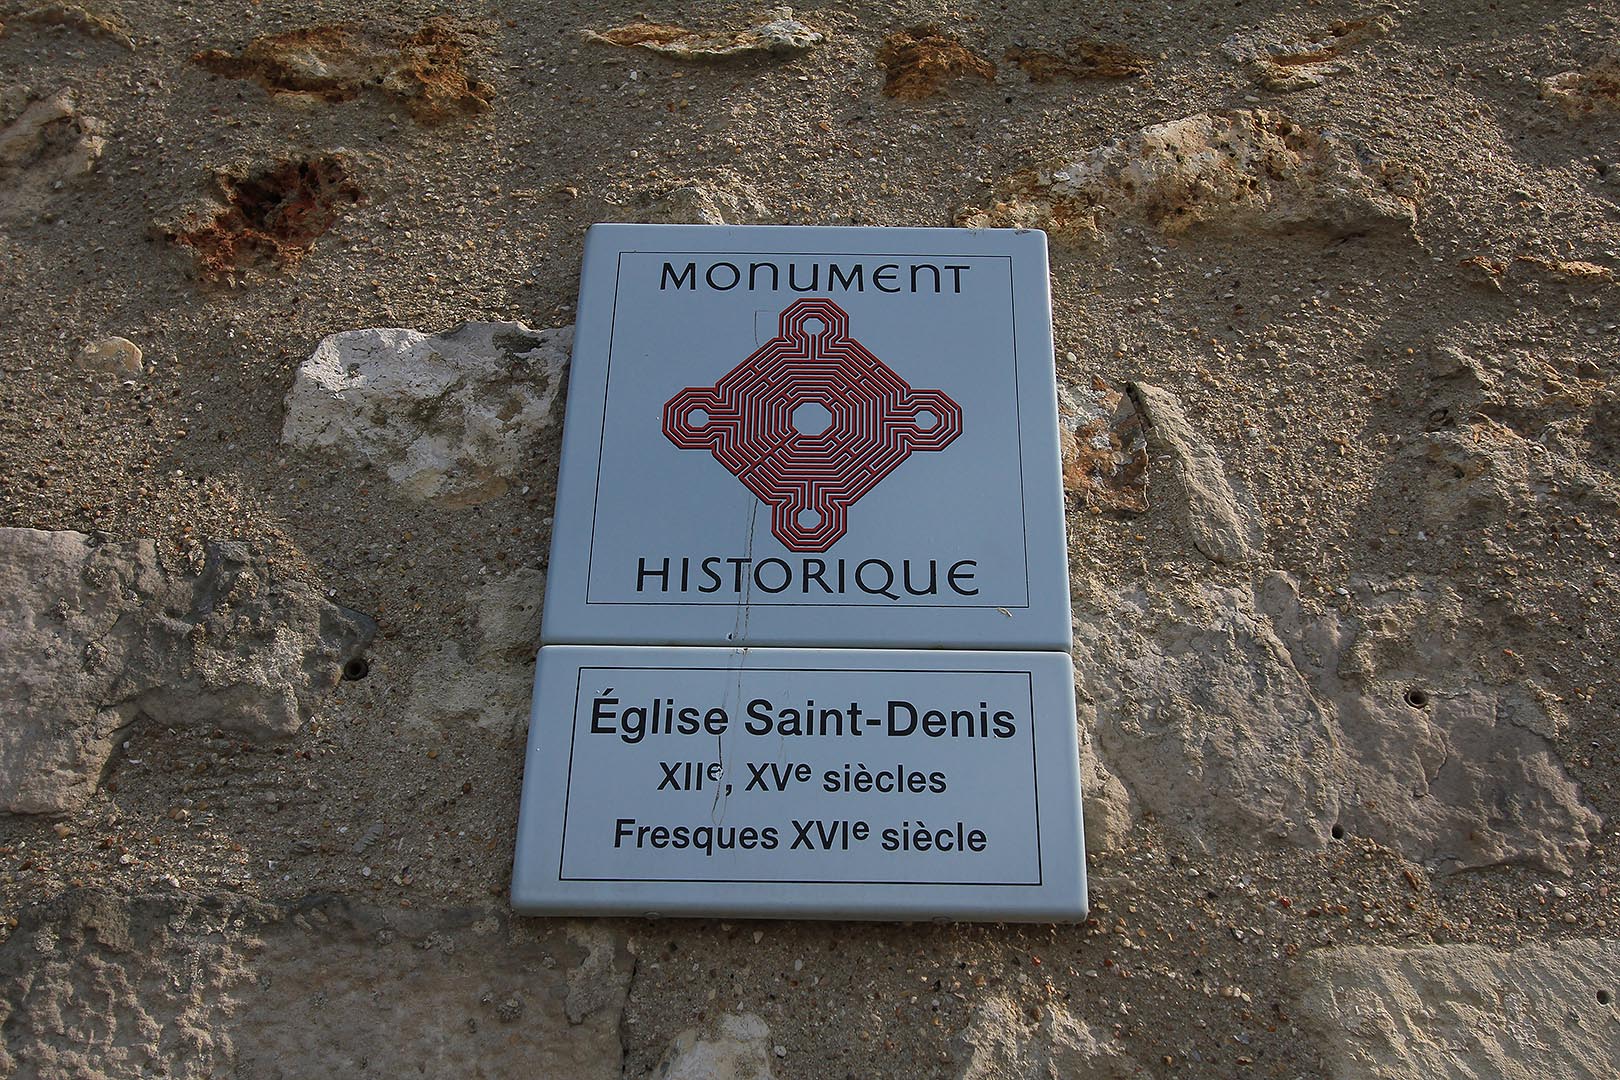 MONUMENT
HISTORIQUE
Église Saint-Denis
XIIe, XVe siècles
Fresques XVIe siècle